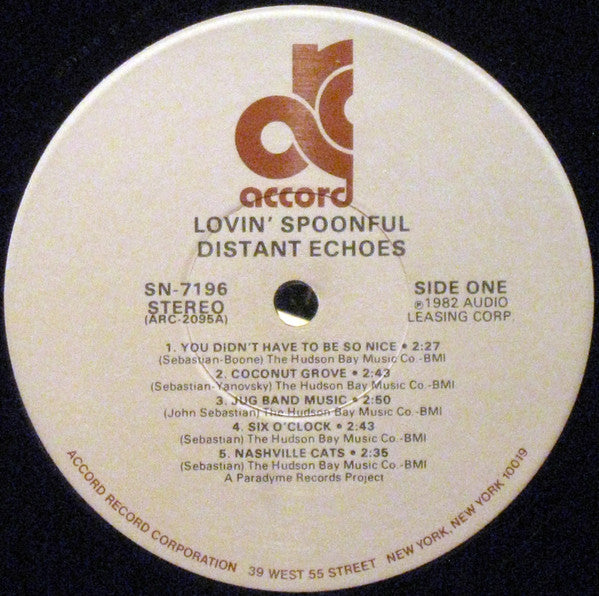 accord
LOVIN' SPOONFUL
DISTANT ECHOES
SN-7196
STEREO
(ARC-2095A)
SIDE ONE
℗1982 AUDIO
LEASING CORP.
1. YOU DIDN'T HAVE TO BE SO NICE • 2:27
(Sebastian-Boone) The Hudson Bay Music Co.-BMI
2. COCONUT GROVE • 2:43
(Sebastian-Yanovsky) The Hudson Bay Music Co.-BMI
3. JUG BAND MUSIC • 2:50
(John Sebastian) The Hudson Bay Music Co.-BMI
4. SIX O'CLOCK • 2:43
(Sebastian) The Hudson Bay Music Co.-BMI
5. NASHVILLE CATS • 2:35
(Sebastian) The Hudson Bay Music Co.-BMI
A Paradyme Records Project
ACCORD RECORD CORPORATION 39 WEST 55 STREET NEW YORK, NEW YORK 10019